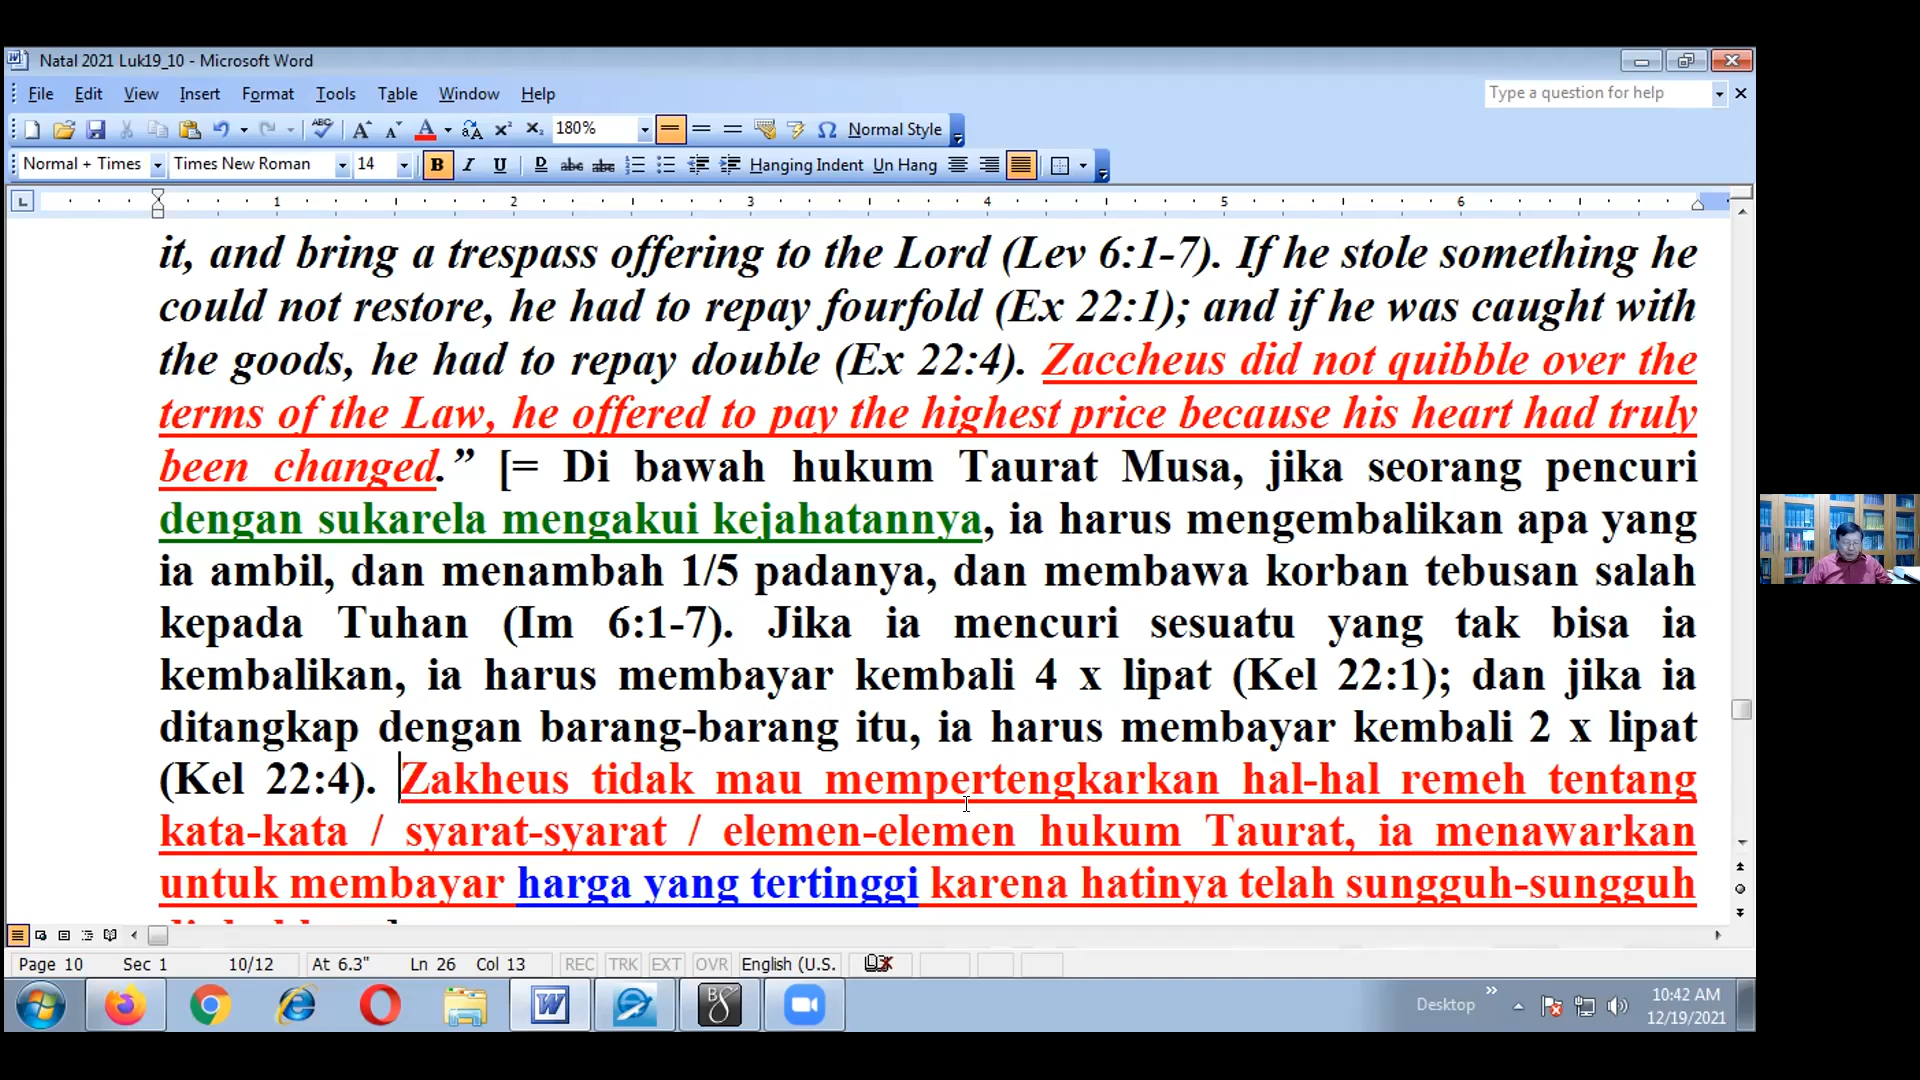 Natal 2021 Luk19_10 - Microsoft Word
File Edit View Insert Format Tools Table Window Help
Type a question for help
180%
Normal Style
Normal + Times
Times New Roman
14
B I U
Hanging Indent Un Hang
1 2 3 4 5 6
it, and bring a trespass offering to the Lord (Lev 6:1-7). If he stole something he
could not restore, he had to repay fourfold (Ex 22:1); and if he was caught with
the goods, he had to repay double (Ex 22:4). Zaccheus did not quibble over the
terms of the Law, he offered to pay the highest price because his heart had truly
been changed.” [= Di bawah hukum Taurat Musa, jika seorang pencuri
dengan sukarela mengakui kejahatannya, ia harus mengembalikan apa yang
ia ambil, dan menambah 1/5 padanya, dan membawa korban tebusan salah
kepada Tuhan (Im 6:1-7). Jika ia mencuri sesuatu yang tak bisa ia
kembalikan, ia harus membayar kembali 4 x lipat (Kel 22:1); dan jika ia
ditangkap dengan barang-barang itu, ia harus membayar kembali 2 x lipat
(Kel 22:4). Zakheus tidak mau mempertengkarkan hal-hal remeh tentang
kata-kata / syarat-syarat / elemen-elemen hukum Taurat, ia menawarkan
untuk membayar harga yang tertinggi karena hatinya telah sungguh-sungguh
Page 10 Sec 1 10/12 At 6.3" Ln 26 Col 13 REC TRK EXT OVR English (U.S.
Desktop
10:42 AM
12/19/2021